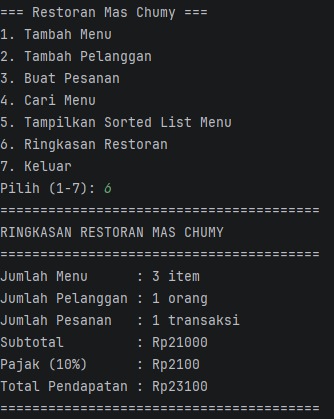 === Restoran Mas Chumy ===
1. Tambah Menu
2. Tambah Pelanggan
3. Buat Pesanan
4. Cari Menu
5. Tampilkan Sorted List Menu
6. Ringkasan Restoran
7. Keluar
Pilih (1-7): 6
========================================
RINGKASAN RESTORAN MAS CHUMY
========================================
Jumlah Menu      : 3 item
Jumlah Pelanggan : 1 orang
Jumlah Pesanan   : 1 transaksi
Subtotal         : Rp21000
Pajak (10%)      : Rp2100
Total Pendapatan : Rp23100
========================================